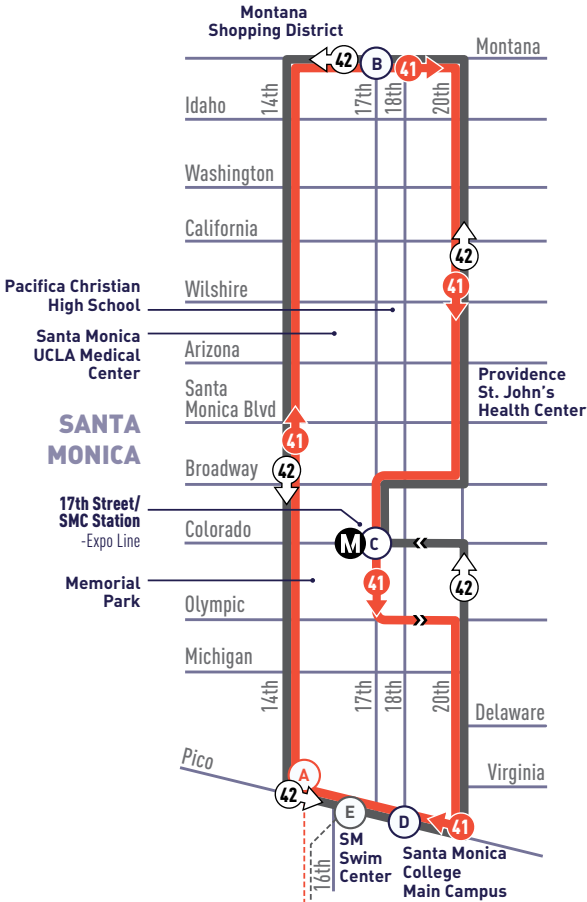 Montana
Shopping District
Montana
42
B
41
14th
17th
18th
20th
Idaho
Washington
California
42
Pacifica Christian
High School
Wilshire
41
Santa Monica
UCLA Medical
Center
Arizona
Providence
St. John's
Health Center
Santa
Monica Blvd
SANTA
MONICA
41
Broadway
42
17th Street/
SMC Station
-Expo Line
Colorado
M
C
Memorial
Park
41
42
Olympic
Michigan
14th
17th
18th
20th
Delaware
Pico
Virginia
A
42
E
D
41
SM
Swim
Center
16th
Santa Monica
College
Main Campus